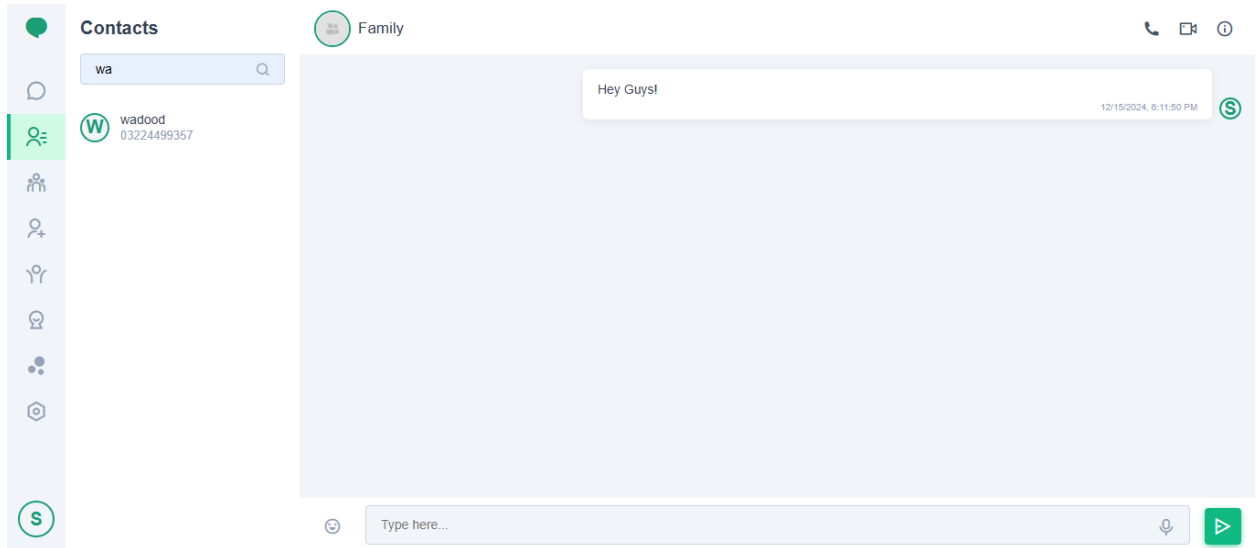 Contacts
wa
W
wadood
03224499357
S
Family
Hey Guys!
12/15/2024, 6:11:50 PM
S
Type here...